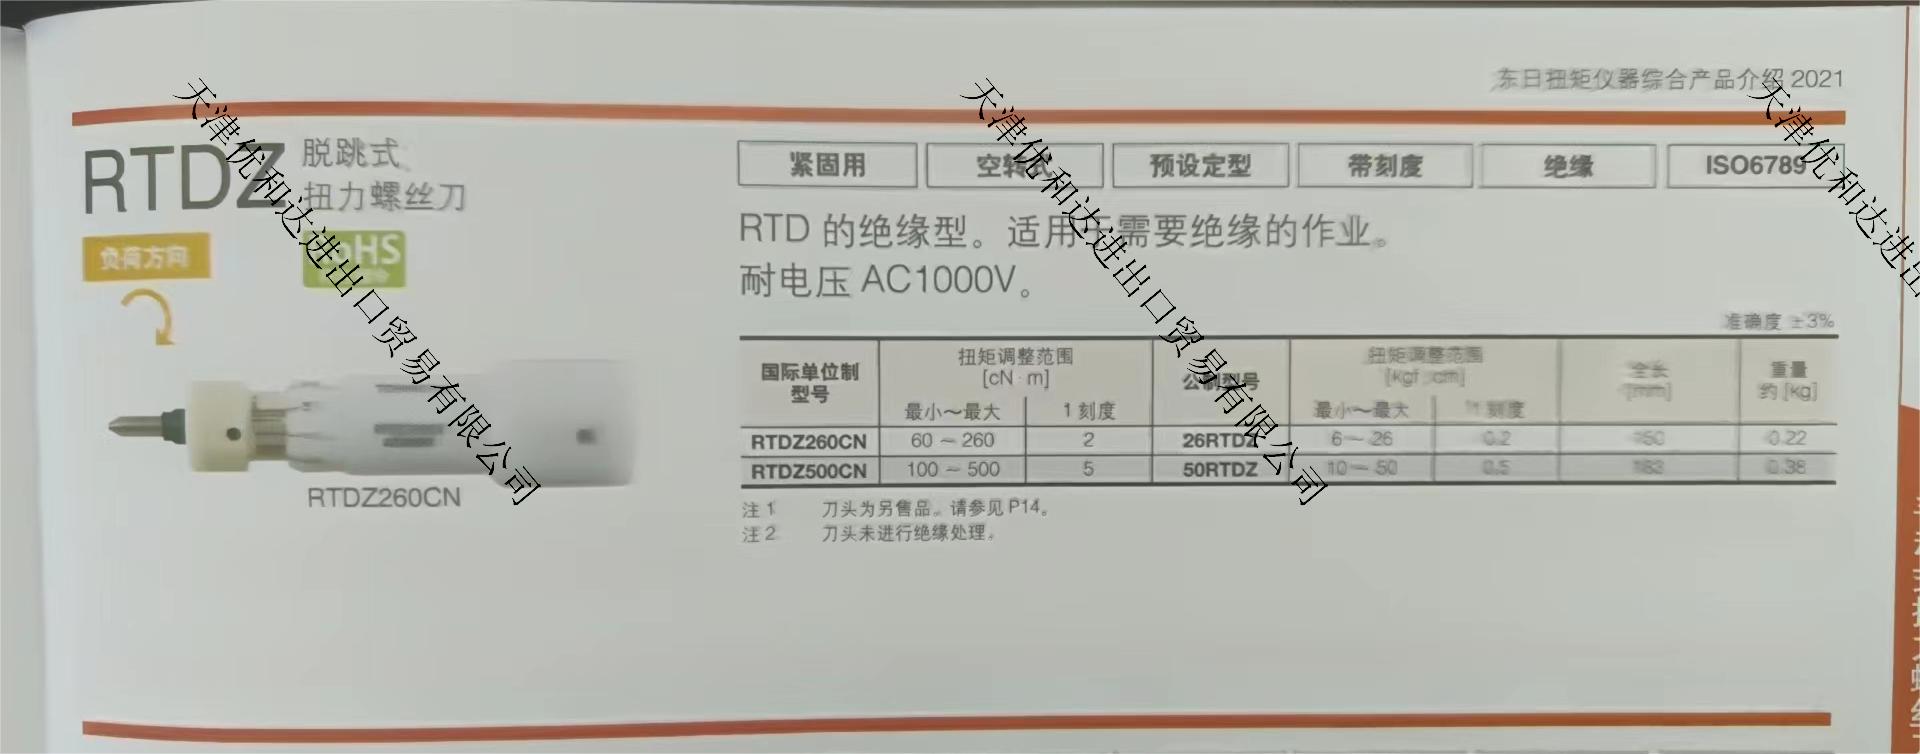 东日扭矩仪器综合产品介绍 2021
RTDZ 脱跳式
扭力螺丝刀
负荷方向
RoHS
RTDZ260CN
紧固用 空转式 预设定型 带刻度 绝缘 ISO6789
RTD 的绝缘型。适用于需要绝缘的作业。
耐电压 AC1000V。
准确度 ±3%
国际单位制型号 扭矩调整范围 [cN·m] 公制型号 扭矩调整范围 [kgf·cm] 全长 [mm] 重量 约 [kg]
最小～最大 1 刻度 最小～最大 1 刻度
RTDZ260CN 60 ～ 260 2 26RTDZ 6 ～ 26 0.2 0.22
RTDZ500CN 100 ～ 500 5 50RTDZ 10 ～ 50 0.5 183 0.38
注 1 刀头为另售品。请参见 P14。
注 2 刀头未进行绝缘处理。
天津优和达进出口贸易有限公司
天津优和达进出口贸易有限公司
天津优和达进出